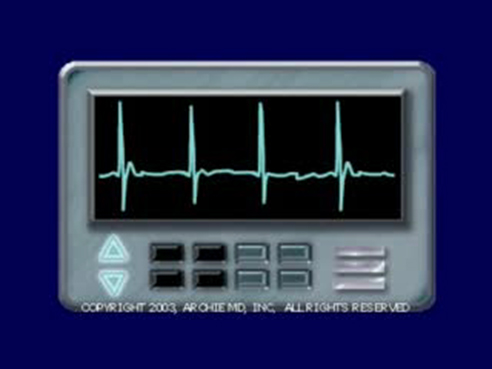 COPYRIGHT 2003, ARCHIE MD, INC, ALL RIGHTS RESERVED